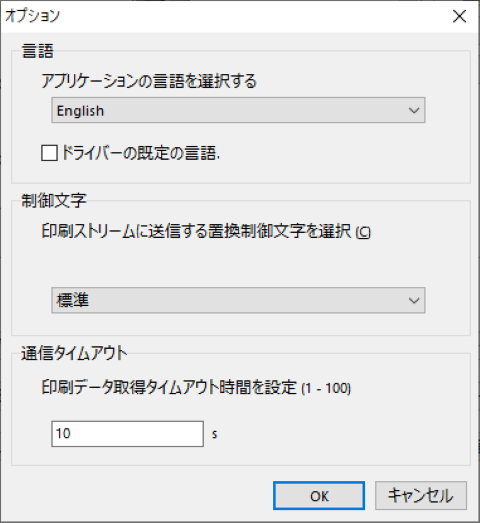 オプション
言語
アプリケーションの言語を選択する
English
ドライバーの既定の言語.
制御文字
印刷ストリームに送信する置換制御文字を選択 (C)
標準
通信タイムアウト
印刷データ取得タイムアウト時間を設定 (1 - 100)
10 s
OK キャンセル